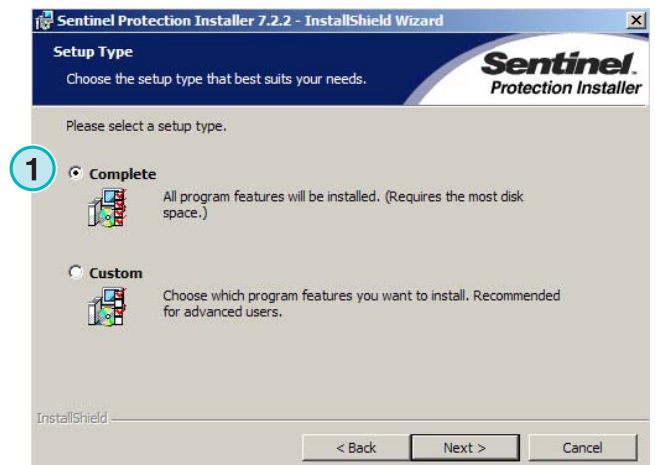 Sentinel Protection Installer 7.2.2 - InstallShield Wizard
Setup Type
Choose the setup type that best suits your needs.
Sentinel.
Protection Installer
Please select a setup type.
1
Complete
All program features will be installed. (Requires the most disk
space.)
Custom
Choose which program features you want to install. Recommended
for advanced users.
InstallShield
< Back
Next >
Cancel